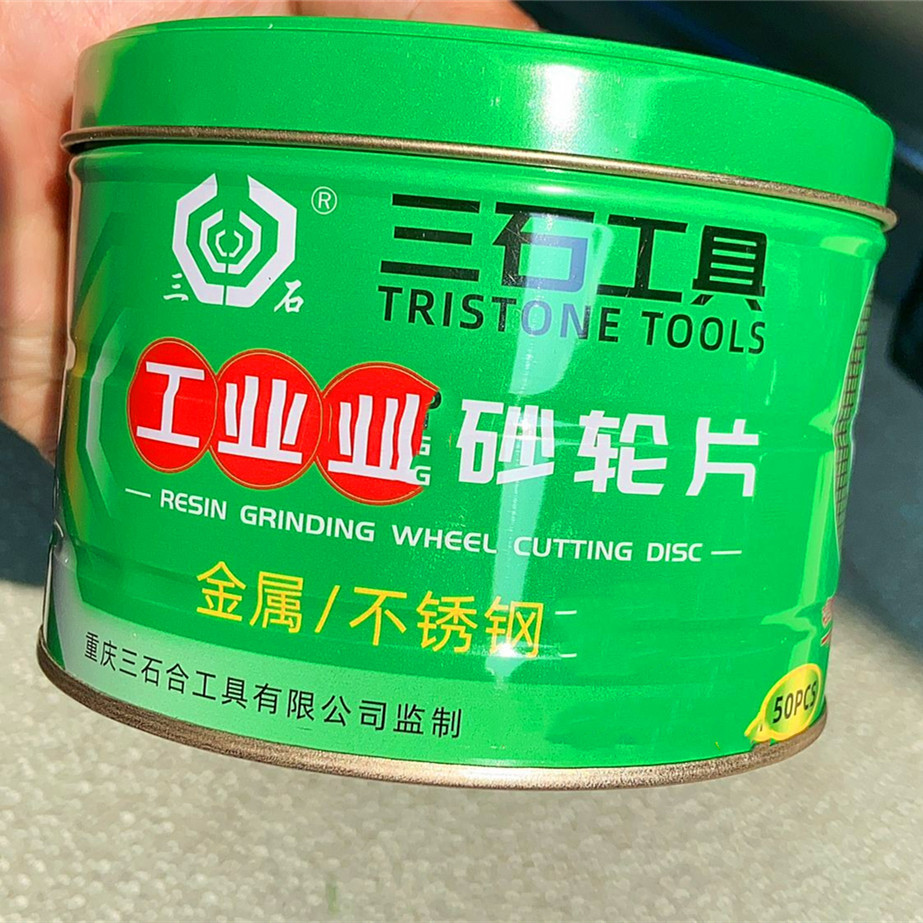 三石
®
三石工具
TRISTONE TOOLS
工业业砂轮片
RESIN GRINDING WHEEL CUTTING DISC
金属/不锈钢
重庆三石合工具有限公司监制
50PCS